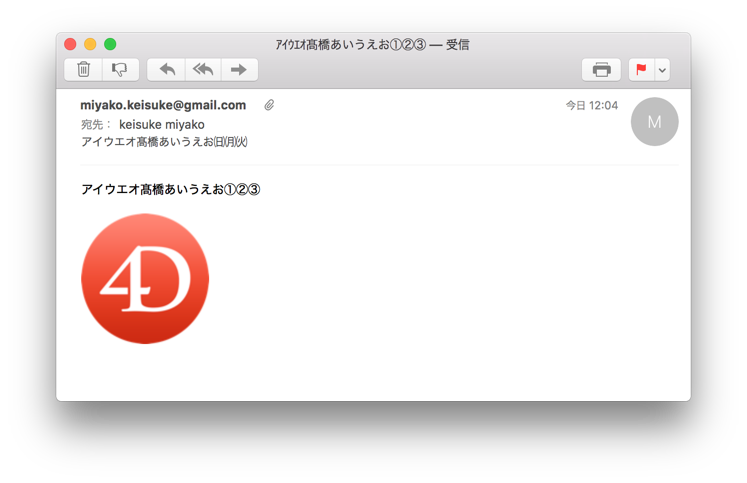 ｱｲｳｴｵ髙橋あいうえお①②③ — 受信
miyako.keisuke@gmail.com
今日 12:04
M
宛先： keisuke miyako
アイウエオ髙橋あいうえお㈰㈪㈫
アイウエオ髙橋あいうえお①②③
4D